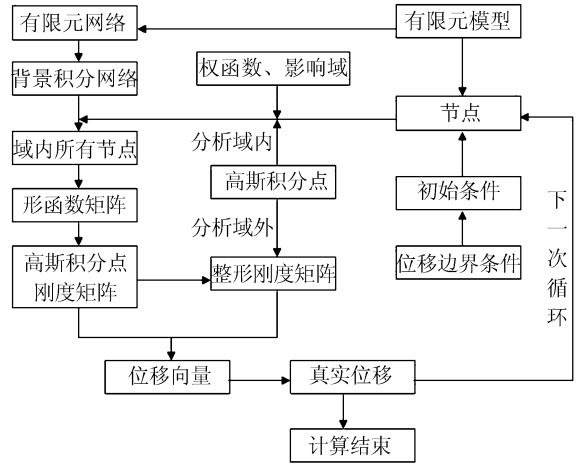 有限元网络
有限元模型
背景积分网络
权函数、影响域
节点
域内所有节点
分析域内
高斯积分点
形函数矩阵
初始条件
分析域外
高斯积分点
刚度矩阵
整形刚度矩阵
位移边界条件
下一次循环
位移向量
真实位移
计算结束